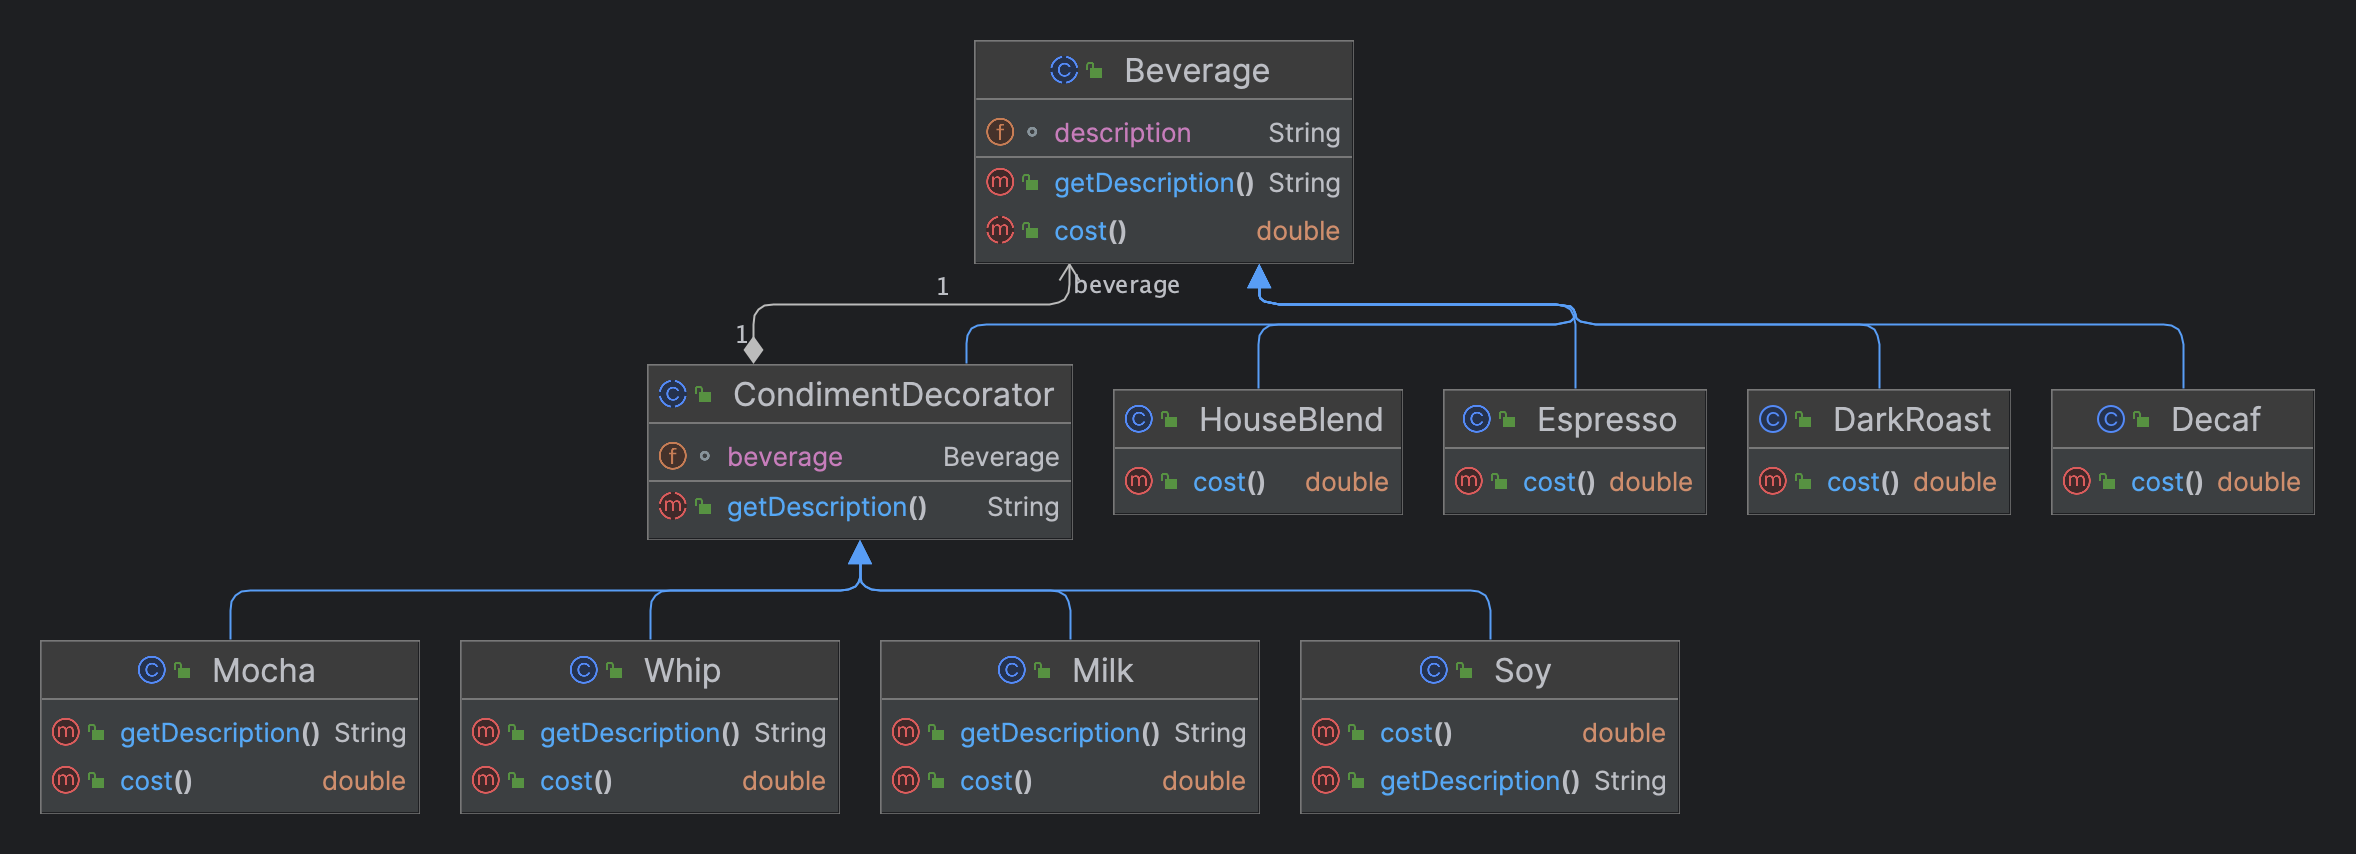 Beverage
f description String
m getDescription() String
m cost() double
1 beverage
1
C CondimentDecorator
f beverage Beverage
m getDescription() String
C HouseBlend
m cost() double
C Espresso
m cost() double
C DarkRoast
m cost() double
C Decaf
m cost() double
C Mocha
m getDescription() String
m cost() double
C Whip
m getDescription() String
m cost() double
C Milk
m getDescription() String
m cost() double
C Soy
m cost() double
m getDescription() String